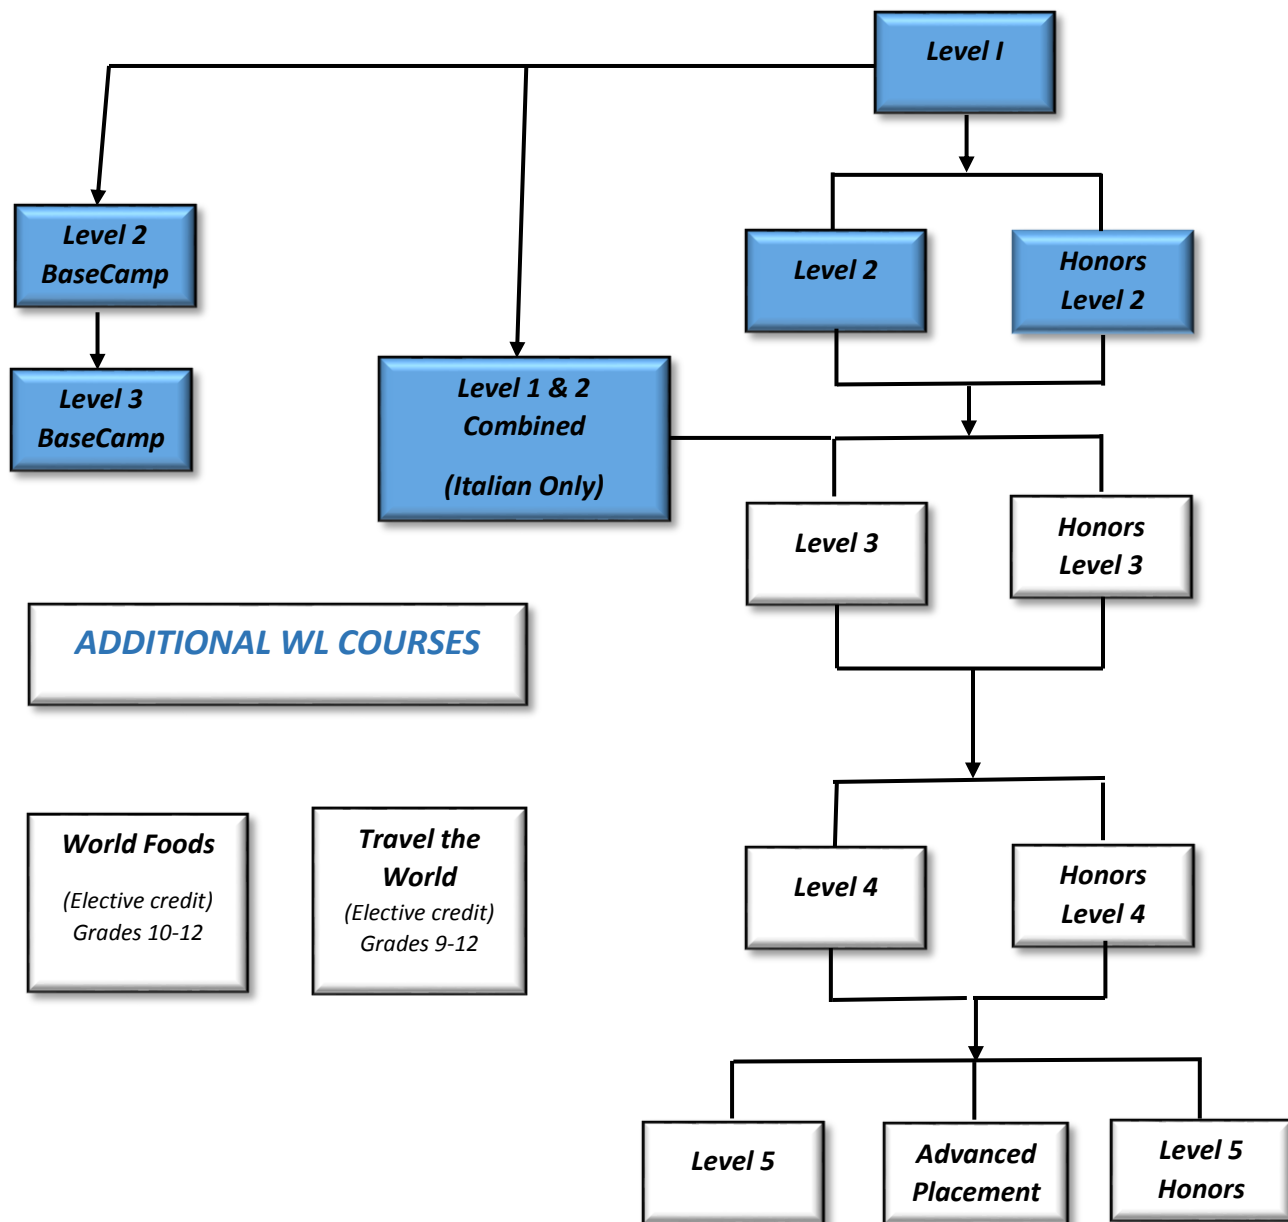 Level I
Level 2
BaseCamp
Level 2
Honors
Level 2
Level 3
BaseCamp
Level 1 & 2
Combined
(Italian Only)
Level 3
Honors
Level 3
ADDITIONAL WL COURSES
World Foods
(Elective credit)
Grades 10-12
Travel the
World
(Elective credit)
Grades 9-12
Level 4
Honors
Level 4
Level 5
Advanced
Placement
Level 5
Honors